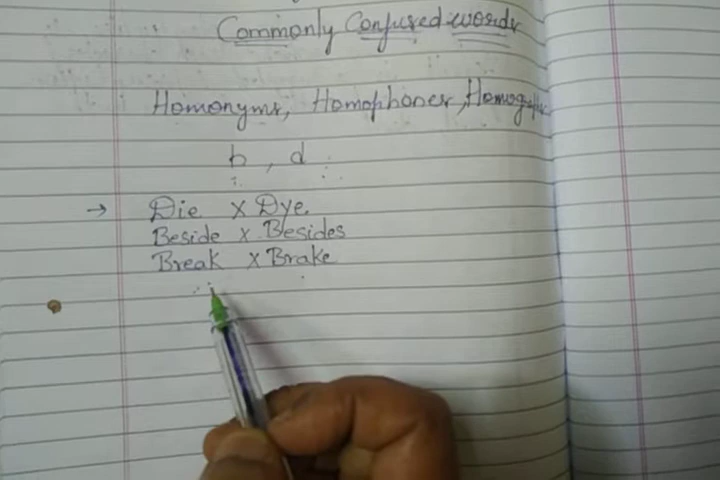 Commonly Confused words
Homonyms, Homophones,
b, d
→ Die X Dye.
Beside X Besides
Break X Brake